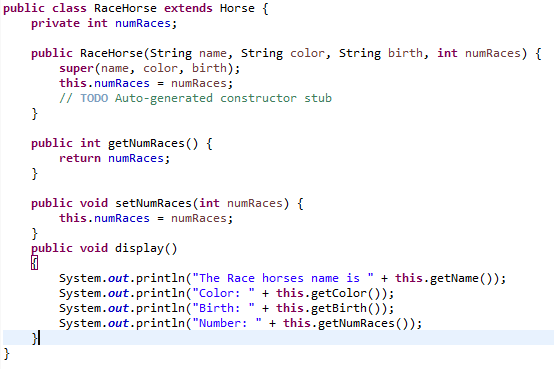 public class RaceHorse extends Horse {
    private int numRaces;

    public RaceHorse(String name, String color, String birth, int numRaces) {
        super(name, color, birth);
        this.numRaces = numRaces;
        // TODO Auto-generated constructor stub
    }

    public int getNumRaces() {
        return numRaces;
    }

    public void setNumRaces(int numRaces) {
        this.numRaces = numRaces;
    }
    public void display()
    {
        System.out.println("The Race horses name is " + this.getName());
        System.out.println("Color: " + this.getColor());
        System.out.println("Birth: " + this.getBirth());
        System.out.println("Number: " + this.getNumRaces());
    }
}